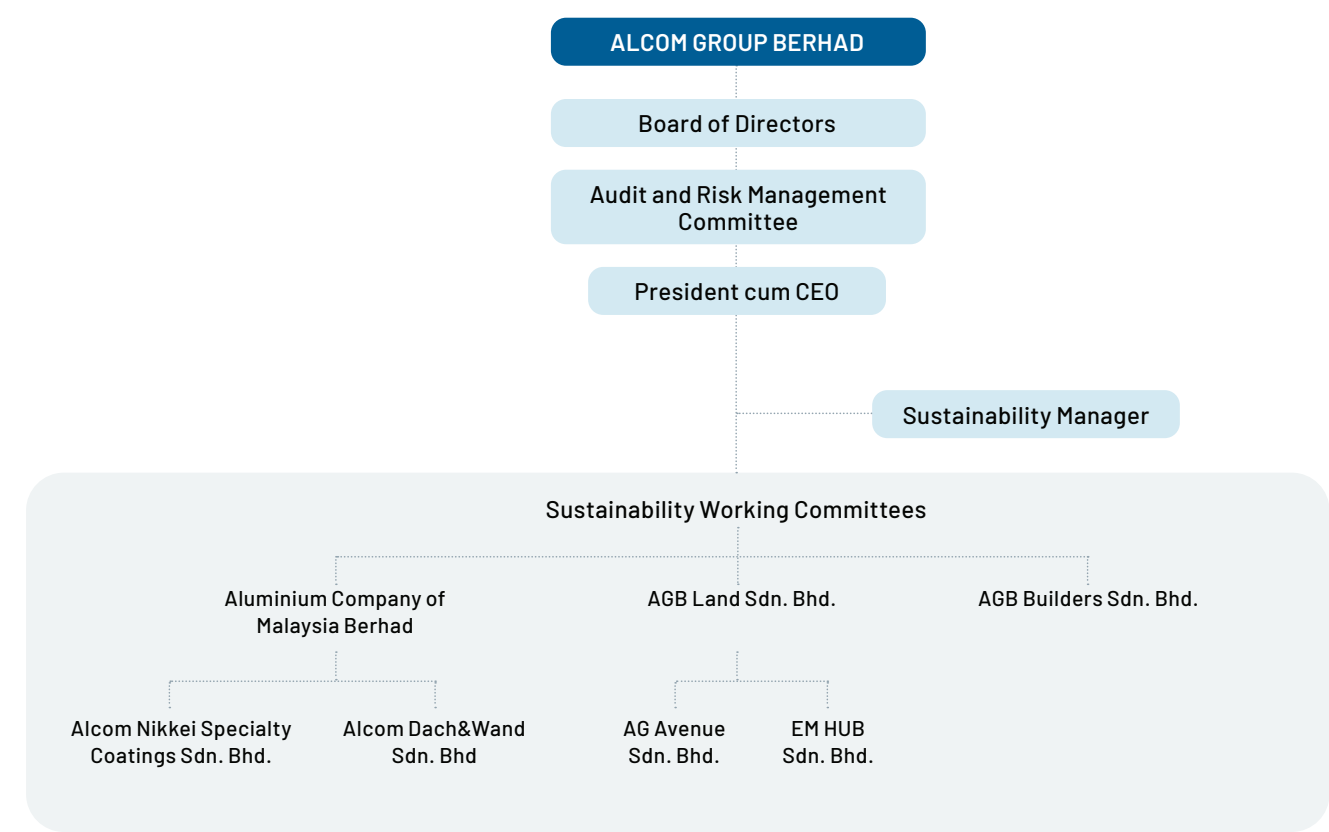 ALCOM GROUP BERHAD
Board of Directors
Audit and Risk Management
Committee
President cum CEO
Sustainability Manager
Sustainability Working Committees
Aluminium Company of
Malaysia Berhad
AGB Land Sdn. Bhd.
AGB Builders Sdn. Bhd.
Alcom Nikkei Specialty
Coatings Sdn. Bhd.
Alcom Dach&Wand
Sdn. Bhd
AG Avenue
Sdn. Bhd.
EM HUB
Sdn. Bhd.